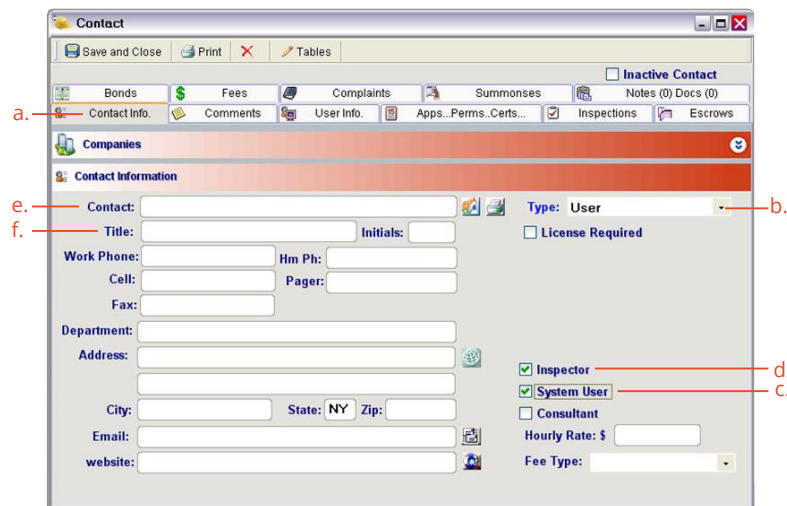 Contact
Save and Close Print Tables
Inactive Contact
Bonds $ Fees Complaints Summonses Notes (0) Docs (0)
a. Contact Info. Comments User Info. Apps...Perms..Certs... Inspections Escrows
Companies
Contact Information
e. Contact: Type: User b.
f. Title: Initials: License Required
Work Phone: Hm Ph:
Cell: Pager:
Fax:
Department:
Address:
Inspector d
System User c.
City: State: NY Zip: Consultant
Email: Hourly Rate: $
website: Fee Type: